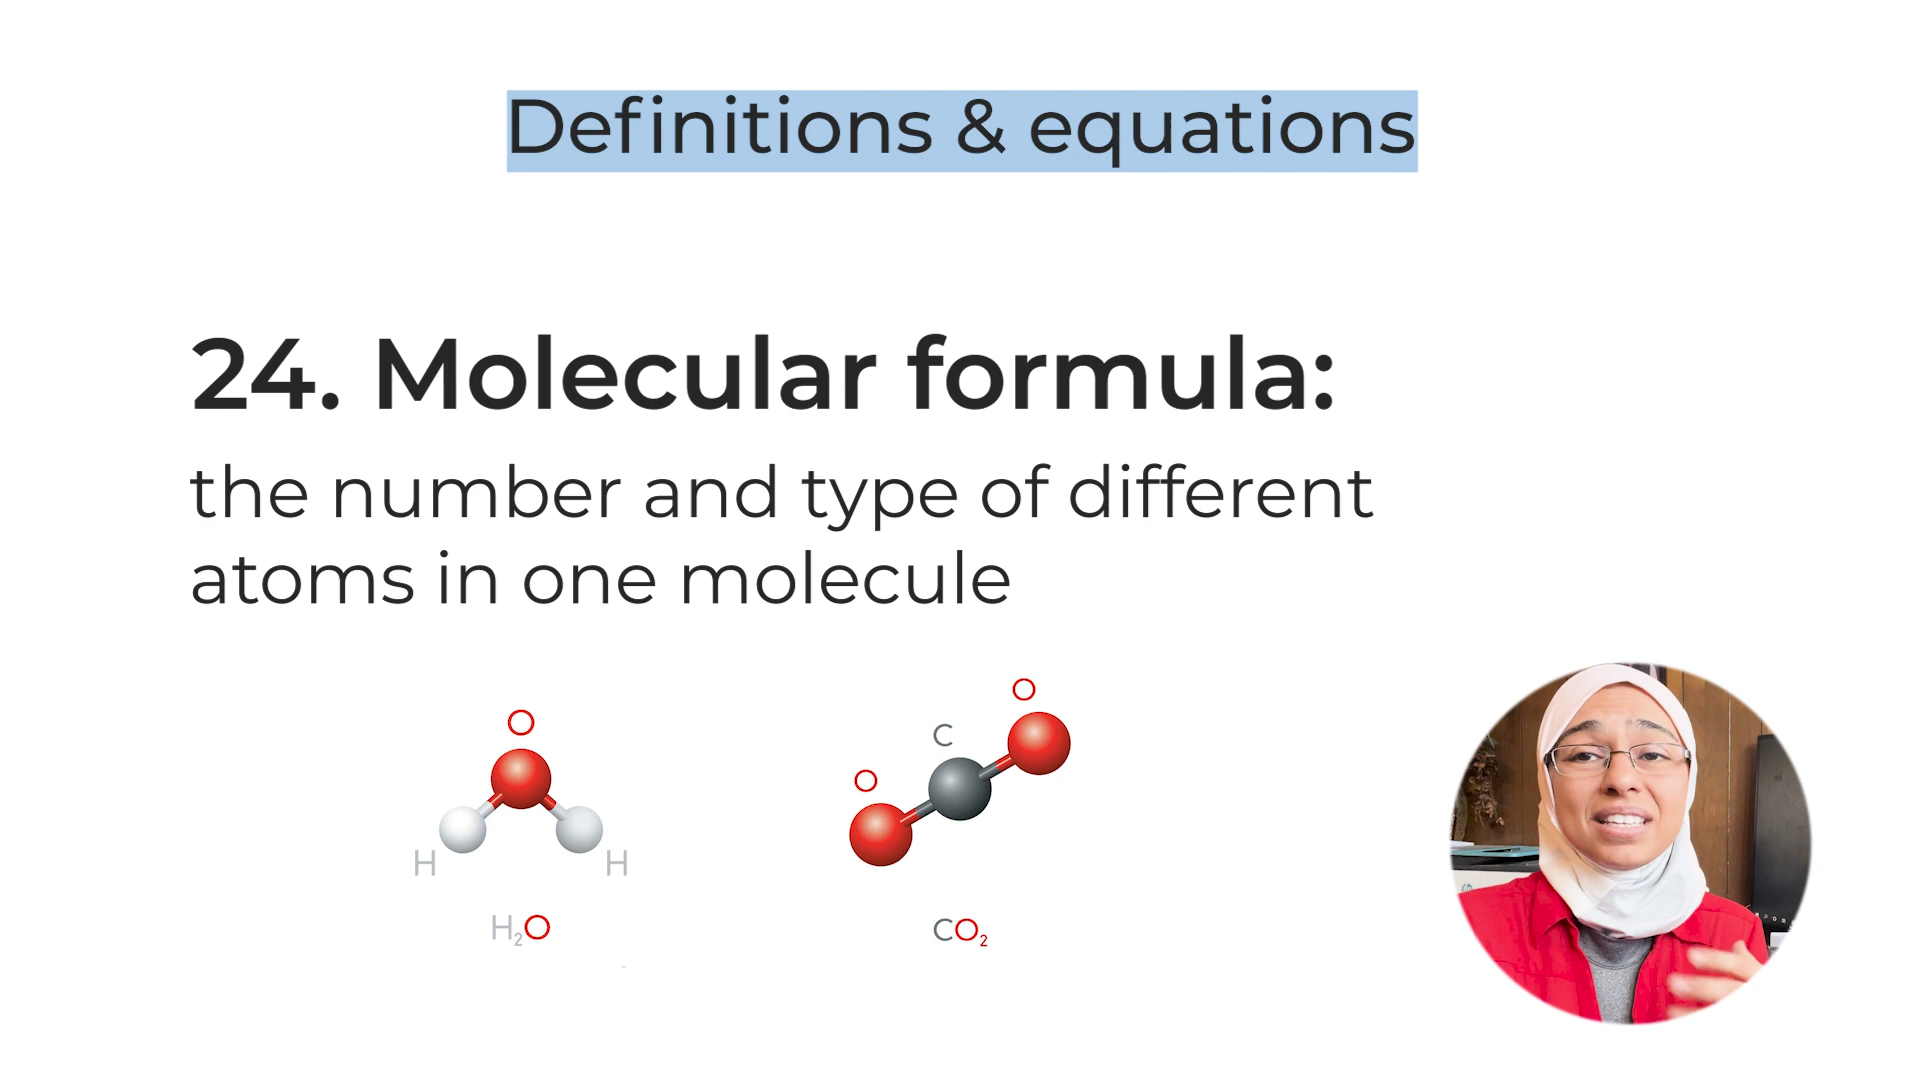 Definitions & equations
24. Molecular formula:
the number and type of different
atoms in one molecule
O
H
H
H₂O
O
C
O
CO₂